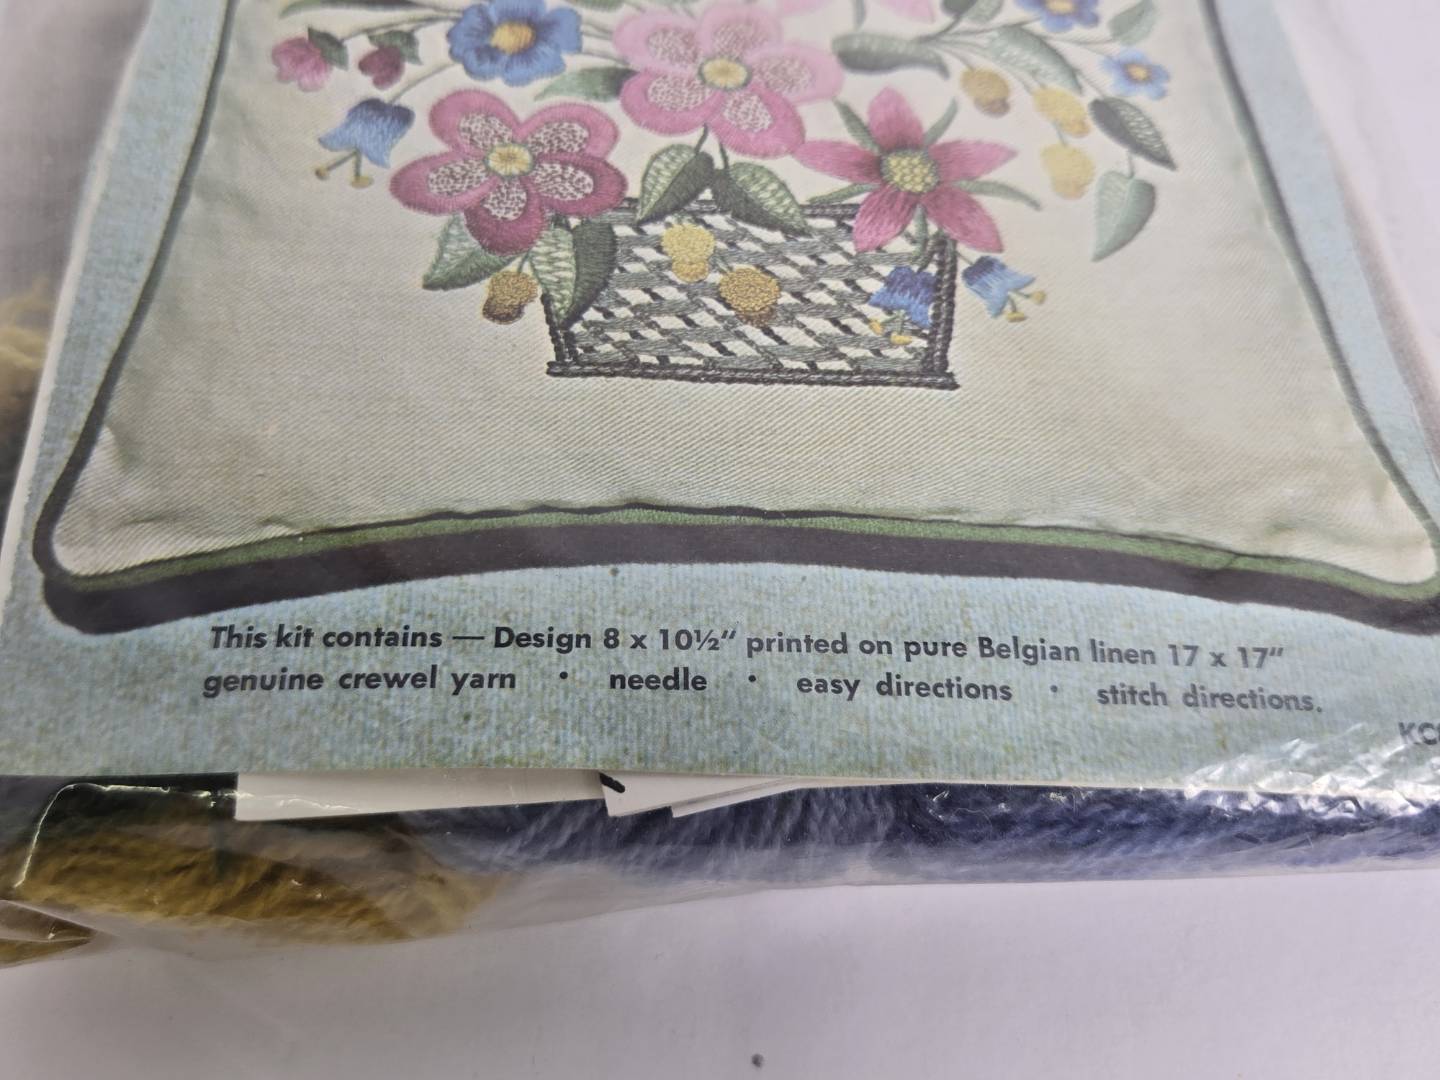 This kit contains — Design 8 x 10½" printed on pure Belgian linen 17 x 17"
genuine crewel yarn • needle • easy directions • stitch directions.